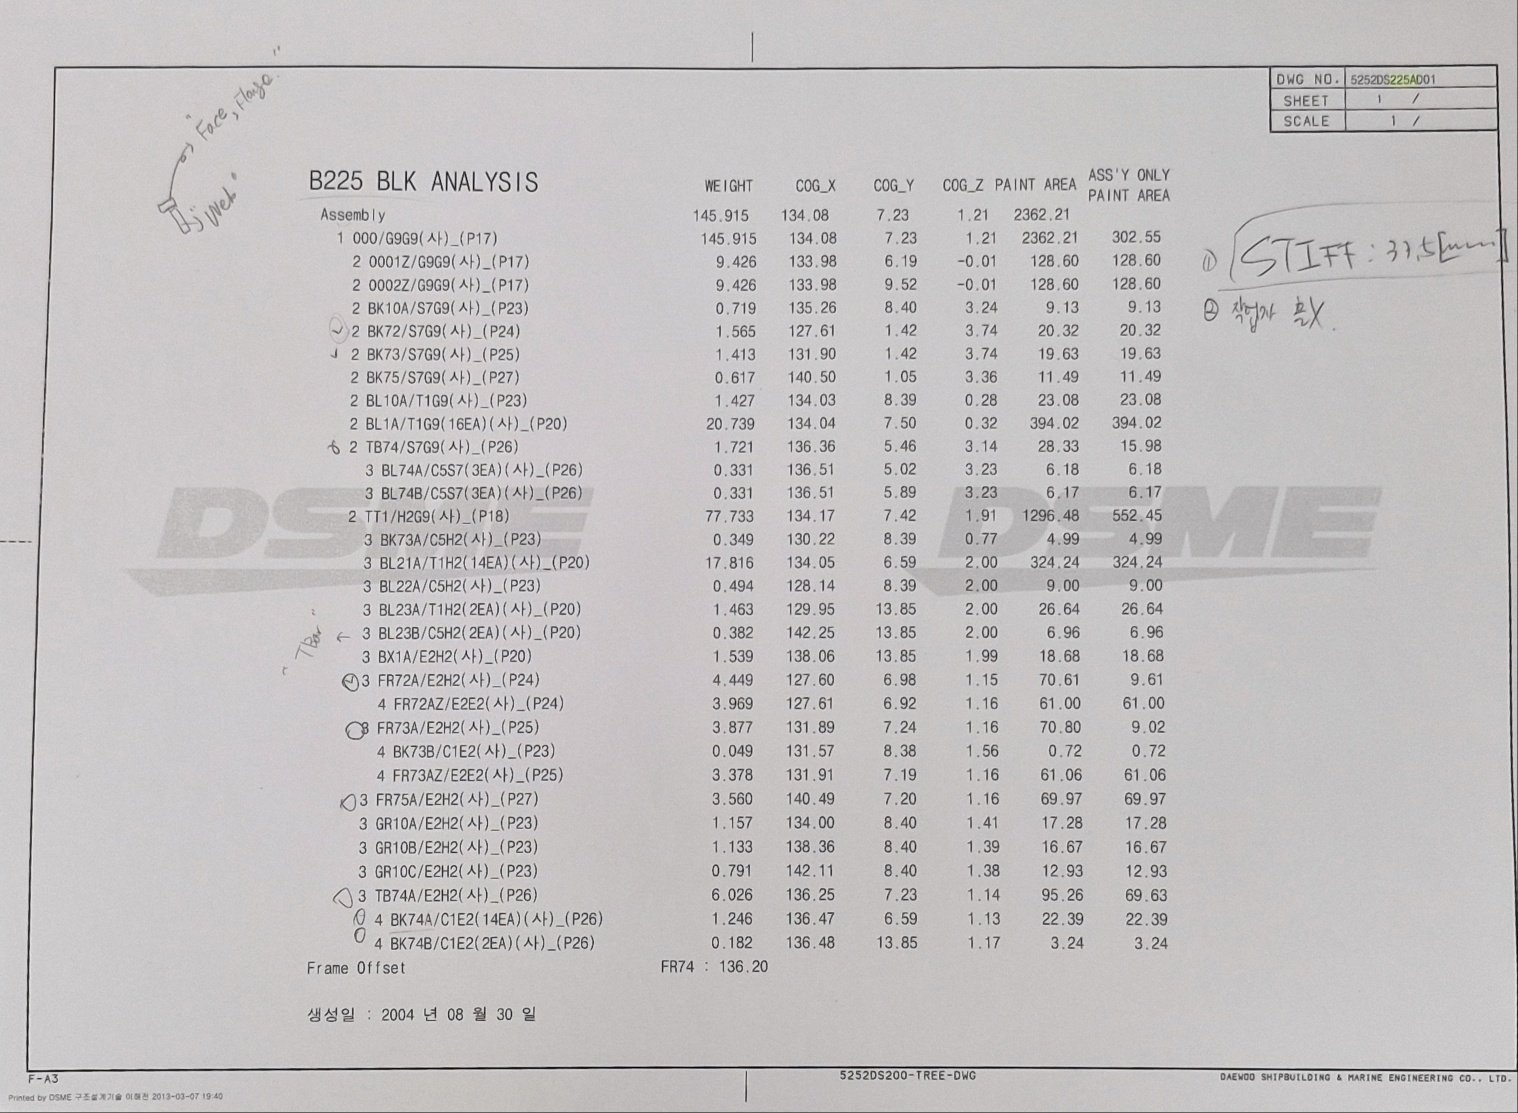 "Face, Flange"
"Web"
DWG NO. 5252DS225AD01
SHEET 1 /
SCALE 1 /
B225 BLK ANALYSIS
WEIGHT COG_X COG_Y COG_Z PAINT AREA ASS'Y ONLY PAINT AREA
Assembly 145.915 134.08 7.23 1.21 2362.21
1 000/G9G9(사)_(P17) 145.915 134.08 7.23 1.21 2362.21 302.55
2 0001Z/G9G9(사)_(P17) 9.426 133.98 6.19 -0.01 128.60 128.60
2 0002Z/G9G9(사)_(P17) 9.426 133.98 9.52 -0.01 128.60 128.60
2 BK10A/S7G9(사)_(P23) 0.719 135.26 8.40 3.24 9.13 9.13
2 BK72/S7G9(사)_(P24) 1.565 127.61 1.42 3.74 20.32 20.32
2 BK73/S7G9(사)_(P25) 1.413 131.90 1.42 3.74 19.63 19.63
2 BK75/S7G9(사)_(P27) 0.617 140.50 1.05 3.36 11.49 11.49
2 BL10A/T1G9(사)_(P23) 1.427 134.03 8.39 0.28 23.08 23.08
2 BL1A/T1G9(16EA)(사)_(P20) 20.739 134.04 7.50 0.32 394.02 394.02
2 TB74/S7G9(사)_(P26) 1.721 136.36 5.46 3.14 28.33 15.98
3 BL74A/C5S7(3EA)(사)_(P26) 0.331 136.51 5.02 3.23 6.18 6.18
3 BL74B/C5S7(3EA)(사)_(P26) 0.331 136.51 5.89 3.23 6.17 6.17
2 TT1/H2G9(사)_(P18) 77.733 134.17 7.42 1.91 1296.48 552.45
3 BK73A/C5H2(사)_(P23) 0.349 130.22 8.39 0.77 4.99 4.99
3 BL21A/T1H2(14EA)(사)_(P20) 17.816 134.05 6.59 2.00 324.24 324.24
3 BL22A/C5H2(사)_(P23) 0.494 128.14 8.39 2.00 9.00 9.00
3 BL23A/T1H2(2EA)(사)_(P20) 1.463 129.95 13.85 2.00 26.64 26.64
3 BL23B/C5H2(2EA)(사)_(P20) 0.382 142.25 13.85 2.00 6.96 6.96
3 BX1A/E2H2(사)_(P20) 1.539 138.06 13.85 1.99 18.68 18.68
3 FR72A/E2H2(사)_(P24) 4.449 127.60 6.98 1.15 70.61 9.61
4 FR72AZ/E2E2(사)_(P24) 3.969 127.61 6.92 1.16 61.00 61.00
3 FR73A/E2H2(사)_(P25) 3.877 131.89 7.24 1.16 70.80 9.02
4 BK73B/C1E2(사)_(P23) 0.049 131.57 8.38 1.56 0.72 0.72
4 FR73AZ/E2E2(사)_(P25) 3.378 131.91 7.19 1.16 61.06 61.06
3 FR75A/E2H2(사)_(P27) 3.560 140.49 7.20 1.16 69.97 69.97
3 GR10A/E2H2(사)_(P23) 1.157 134.00 8.40 1.41 17.28 17.28
3 GR10B/E2H2(사)_(P23) 1.133 138.36 8.40 1.39 16.67 16.67
3 GR10C/E2H2(사)_(P23) 0.791 142.11 8.40 1.38 12.93 12.93
3 TB74A/E2H2(사)_(P26) 6.026 136.25 7.23 1.14 95.26 69.63
4 BK74A/C1E2(14EA)(사)_(P26) 1.246 136.47 6.59 1.13 22.39 22.39
4 BK74B/C1E2(2EA)(사)_(P26) 0.182 136.48 13.85 1.17 3.24 3.24
Frame Offset FR74 : 136.20
생성일 : 2004 년 08 월 30 일
"TBar"
① STIFF : 33,5[mm]
② 작업자 홀X.
DSME DSME
F-A3
5252DS200-TREE-DWG
DAEWOO SHIPBUILDING & MARINE ENGINEERING CO., LTD.
Printed by DSME 구조설계기술 이해진 2013-03-07 19:40